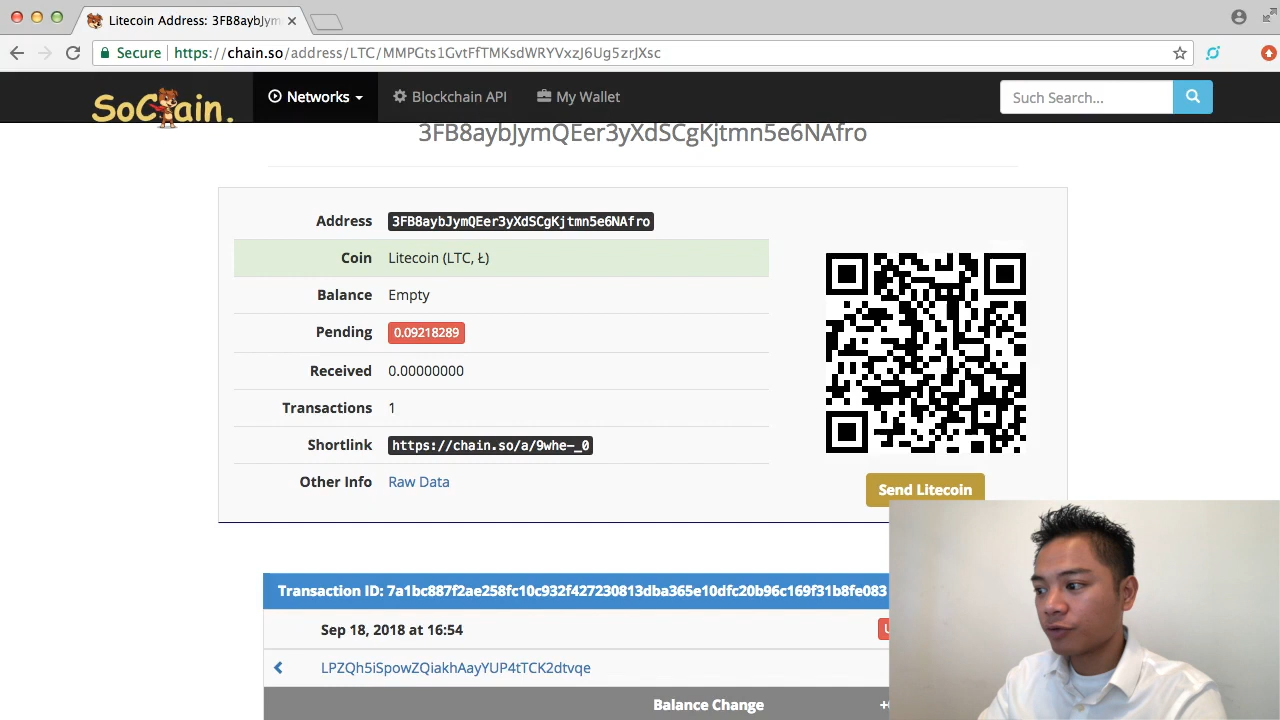 Litecoin Address: 3FB8aybJym
Secure https://chain.so/address/LTC/MMPGts1GvtFfTMKsdWRYVxzJ6Ug5zrJXsc
SoChain. Networks Blockchain API My Wallet Such Search...
3FB8aybJymQEer3yXdSCgKjtmn5e6NAfro
Address 3FB8aybJymQEer3yXdSCgKjtmn5e6NAfro
Coin Litecoin (LTC, Ł)
Balance Empty
Pending 0.09218289
Received 0.00000000
Transactions 1
Shortlink https://chain.so/a/9whe-_0
Other Info Raw Data
Send Litecoin
Transaction ID: 7a1bc887f2ae258fc10c932f427230813dba365e10dfc20b96c169f31b8fe083
Sep 18, 2018 at 16:54
LPZQh5iSpowZQiakhAayYUP4tTCK2dtvqe
Balance Change